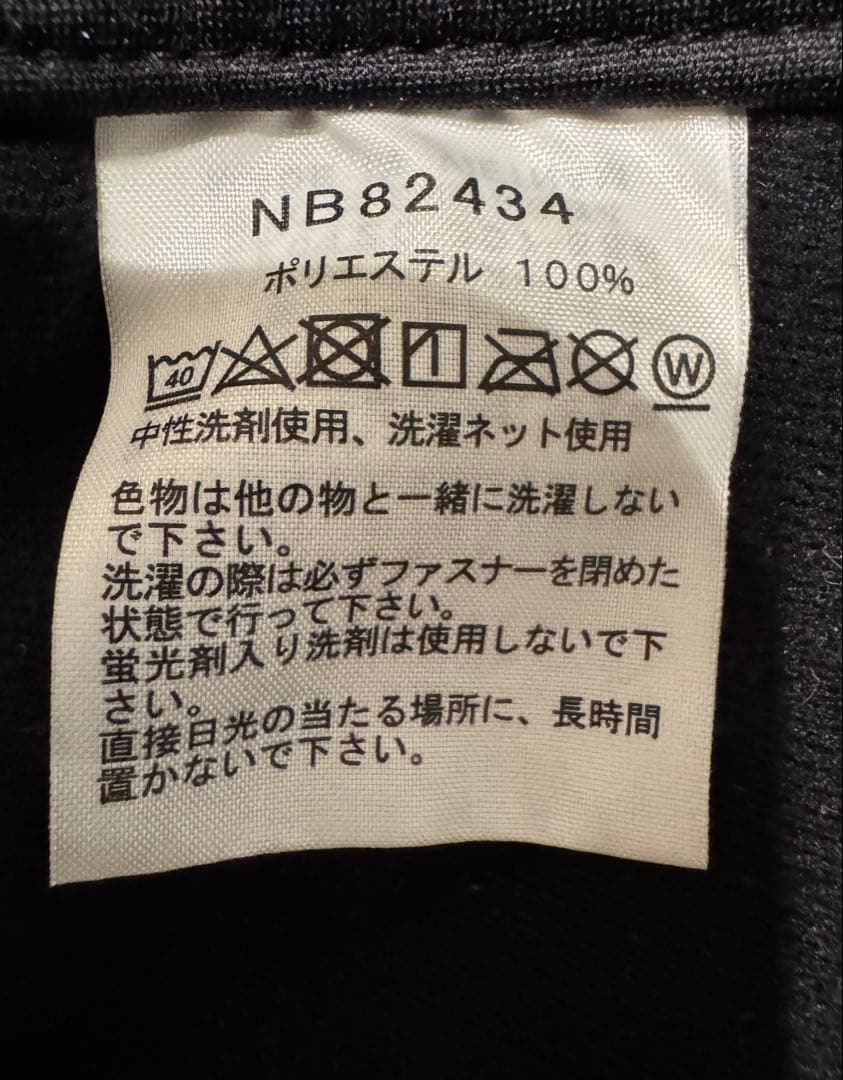 NB82434
ポリエステル 100%
40 W
中性洗剤使用、洗濯ネット使用
色物は他の物と一緒に洗濯しない
で下さい。
洗濯の際は必ずファスナーを閉めた
状態で行って下さい。
蛍光剤入り洗剤は使用しないで下
さい。
直接日光の当たる場所に、長時間
置かないで下さい。